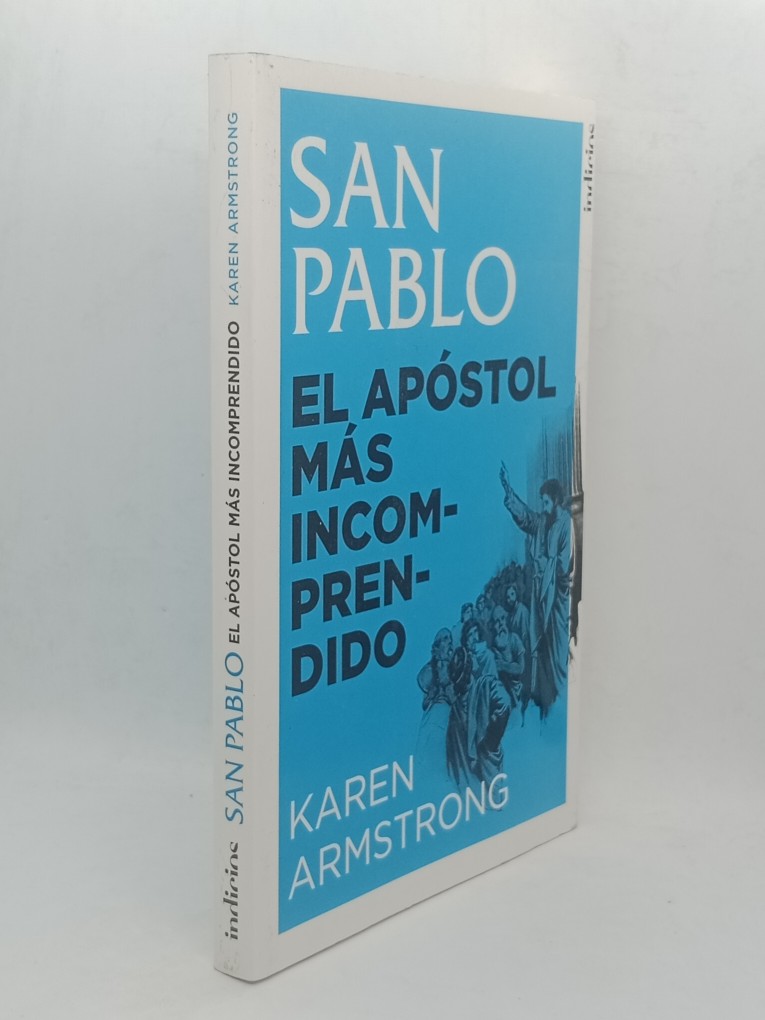 SAN
PABLO
EL APÓSTOL
MÁS
INCOM-
PREN-
DIDO
KAREN
ARMSTRONG
indicios
indicios SAN PABLO EL APÓSTOL MÁS INCOMPRENDIDO KAREN ARMSTRONG